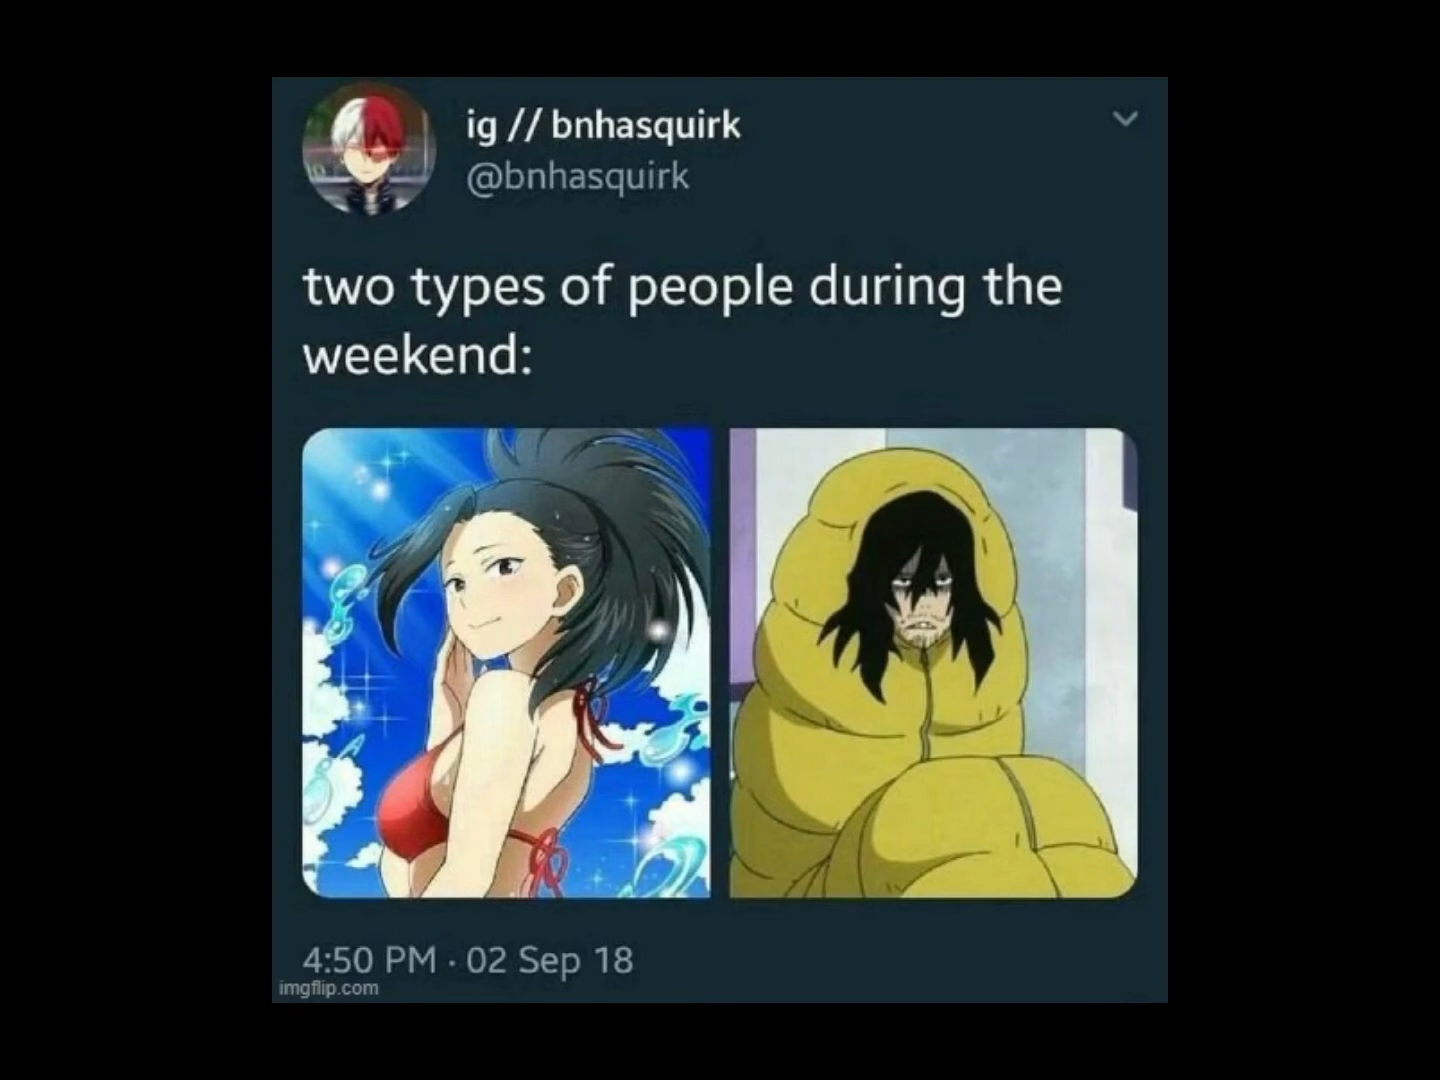 ig // bnhasquirk
@bnhasquirk
two types of people during the
weekend:
4:50 PM · 02 Sep 18
imgflip.com